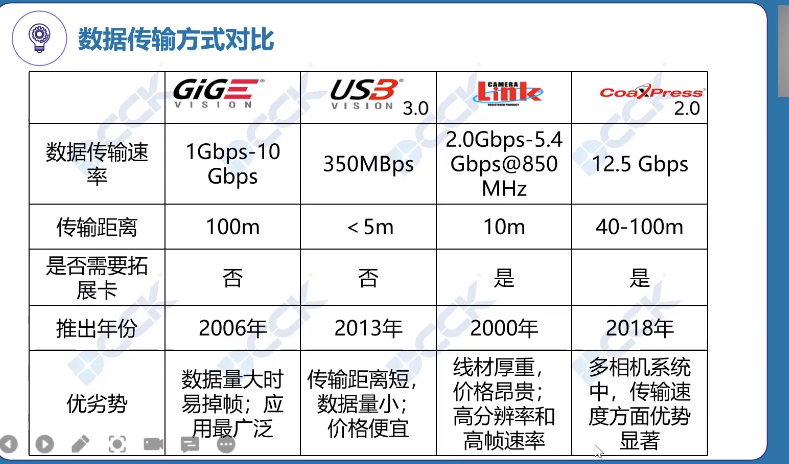 数据传输方式对比
GiGE VISION
USB3 VISION 3.0
CAMERA Link
CoaXPress 2.0
数据传输速
率
1Gbps-10
Gbps
350MBps
2.0Gbps-5.4
Gbps@850
MHz
12.5 Gbps
传输距离
100m
＜5m
10m
40-100m
是否需要拓
展卡
否
否
是
是
推出年份
2006年
2013年
2000年
2018年
优劣势
数据量大时
易掉帧；应
用最广泛
传输距离短，
数据量小；
价格便宜
线材厚重，
价格昂贵；
高分辨率和
高帧速率
多相机系统
中，传输速
度方面优势
显著
DCCK